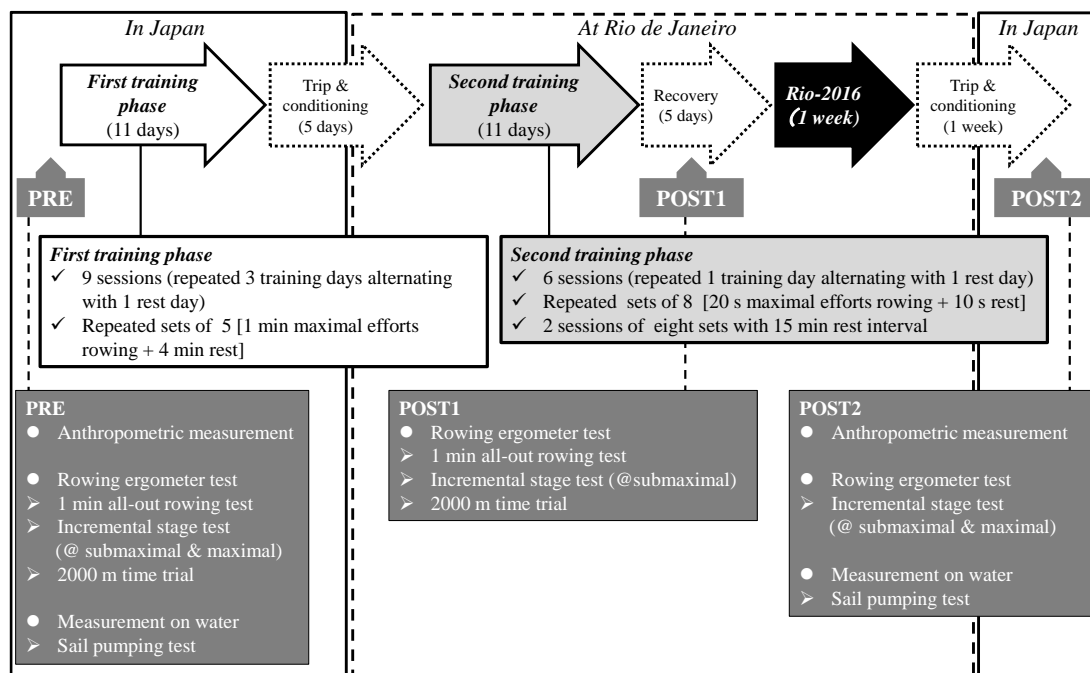 In Japan
At Rio de Janeiro
In Japan
First training
phase
(11 days)
Trip &
conditioning
(5 days)
Second training
phase
(11 days)
Recovery
(5 days)
Rio-2016
(1 week)
Trip &
conditioning
(1 week)
PRE
POST1
POST2
First training phase
✓ 9 sessions (repeated 3 training days alternating
with 1 rest day)
✓ Repeated sets of 5 [1 min maximal efforts
rowing + 4 min rest]
Second training phase
✓ 6 sessions (repeated 1 training day alternating with 1 rest day)
✓ Repeated sets of 8 [20 s maximal efforts rowing + 10 s rest]
✓ 2 sessions of eight sets with 15 min rest interval
PRE
● Anthropometric measurement
● Rowing ergometer test
➢ 1 min all-out rowing test
➢ Incremental stage test
(@ submaximal & maximal)
➢ 2000 m time trial
● Measurement on water
➢ Sail pumping test
POST1
● Rowing ergometer test
➢ 1 min all-out rowing test
➢ Incremental stage test (@submaximal)
➢ 2000 m time trial
POST2
● Anthropometric measurement
● Rowing ergometer test
➢ Incremental stage test
(@ submaximal & maximal)
● Measurement on water
➢ Sail pumping test